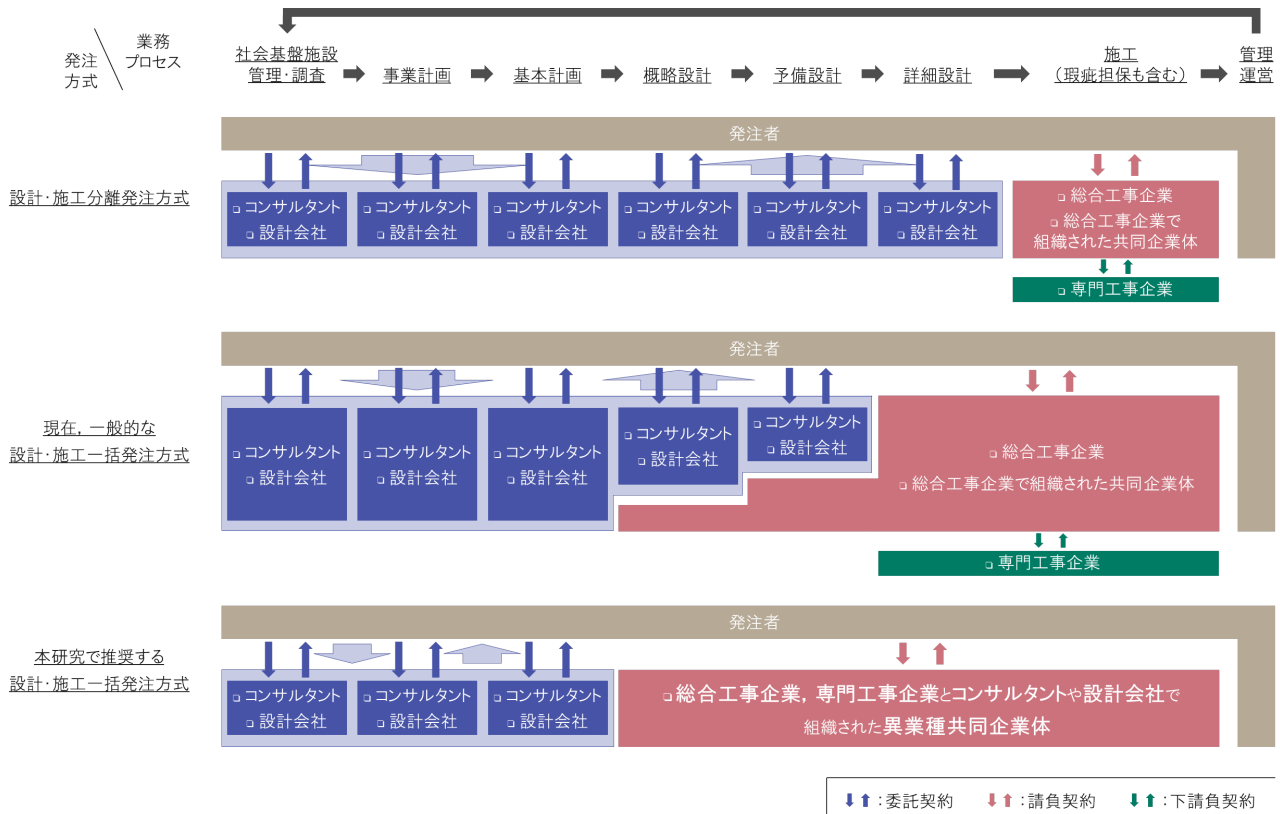 業務
プロセス
発注
方式
社会基盤施設
管理・調査
事業計画
基本計画
概略設計
予備設計
詳細設計
施工
（瑕疵担保も含む）
管理
運営
設計・施工分離発注方式
発注者
❑ コンサルタント
❑ 設計会社
❑ コンサルタント
❑ 設計会社
❑ コンサルタント
❑ 設計会社
❑ コンサルタント
❑ 設計会社
❑ コンサルタント
❑ 設計会社
❑ コンサルタント
❑ 設計会社
❑ 総合工事企業
❑ 総合工事企業で
組織された共同企業体
❑ 専門工事企業
現在，一般的な
設計・施工一括発注方式
発注者
❑ コンサルタント
❑ 設計会社
❑ コンサルタント
❑ 設計会社
❑ コンサルタント
❑ 設計会社
❑ コンサルタント
❑ 設計会社
❑ コンサルタント
❑ 設計会社
❑ 総合工事企業
❑ 総合工事企業で組織された共同企業体
❑ 専門工事企業
本研究で推奨する
設計・施工一括発注方式
発注者
❑ コンサルタント
❑ 設計会社
❑ コンサルタント
❑ 設計会社
❑ コンサルタント
❑ 設計会社
❑ 総合工事企業，専門工事企業とコンサルタントや設計会社で
組織された異業種共同企業体
：委託契約
：請負契約
：下請負契約